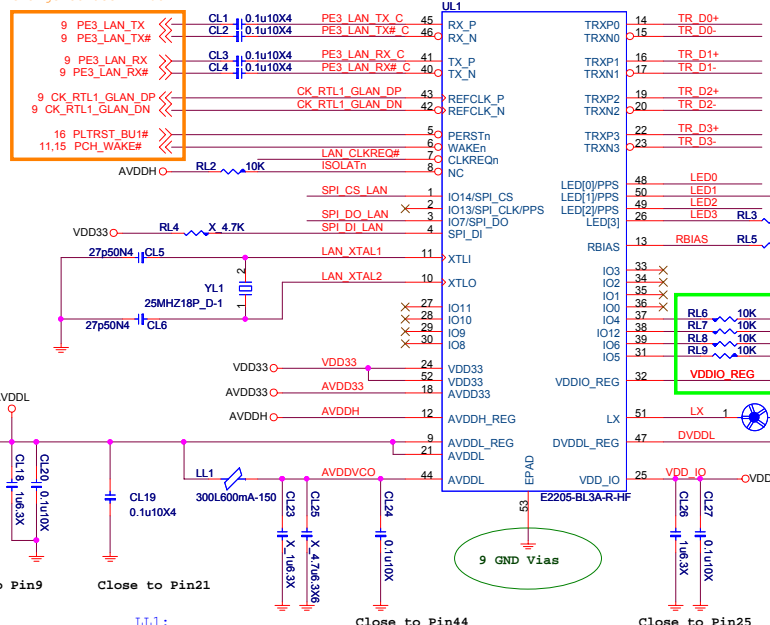 UL1
9 PE3_LAN_TX CL1 0.1u10X4 PE3_LAN_TX_C 45 RX_P TRXP0 14 TR_D0+
9 PE3_LAN_TX# CL2 0.1u10X4 PE3_LAN_TX#_C 46 RX_N TRXN0 15 TR_D0-
9 PE3_LAN_RX CL3 0.1u10X4 PE3_LAN_RX_C 41 TX_P TRXP1 16 TR_D1+
9 PE3_LAN_RX# CL4 0.1u10X4 PE3_LAN_RX#_C 40 TX_N TRXN1 17 TR_D1-
9 CK_RTL1_GLAN_DP CK_RTL1_GLAN_DP 43 REFCLK_P TRXP2 19 TR_D2+
9 CK_RTL1_GLAN_DN CK_RTL1_GLAN_DN 42 REFCLK_N TRXN2 20 TR_D2-
16 PLTRST_BU1# 5 PERSTn TRXP3 22 TR_D3+
11,15 PCH_WAKE# 6 WAKEn TRXN3 23 TR_D3-
LAN_CLKREQ# 7 CLKREQn
AVDDH RL2 10K ISOLATn 8 NC
LED[0]/PPS 48 LED0
SPI_CS_LAN 1 IO14/SPI_CS LED[1]/PPS 50 LED1
2 IO13/SPI_CLK/PPS LED[2]/PPS 49 LED2
SPI_DO_LAN 3 IO7/SPI_DO LED[3] 26 LED3 RL3
VDD33 RL4 X_4.7K SPI_DI_LAN 4 SPI_DI
RBIAS 13 RBIAS RL5
27p50N4 CL5 LAN_XTAL1 11 XTLI
IO3 33
YL1 2 1 LAN_XTAL2 10 XTLO IO2 34
25MHZ18P_D-1 IO1 35
27 IO11 IO0 36
27p50N4 CL6 28 IO10 IO4 37 RL6 10K
29 IO9 IO12 38 RL7 10K
30 IO8 IO6 39 RL8 10K
IO5 31 RL9 10K
VDD33 VDD33 24 VDD33
52 VDD33 VDDIO_REG 32 VDDIO_REG
AVDD33 AVDD33 18 AVDD33
AVDDH AVDDH 12 AVDDH_REG LX 51 LX 1
9 AVDDL_REG DVDDL_REG 47 DVDDL
21 AVDDL
LL1 AVDDVCO 44 AVDDL EPAD VDD_IO 25 VDD_IO
300L600mA-150 53 E2205-BL3A-R-HF
CL20 0.1u10X
CL19 0.1u10X4
CL23 X_1u6.3X
CL25 X_4.7u6.3X6
CL24 0.1u10X
CL26 1u6.3X
CL27 0.1u10X
9 GND Vias
Pin9 Close to Pin21 Close to Pin44 Close to Pin25
LL1: